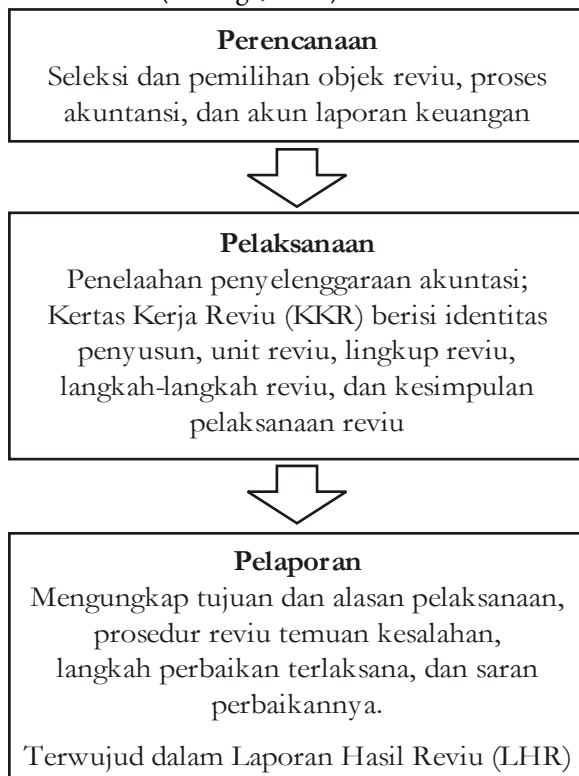 Perencanaan
Seleksi dan pemilihan objek reviu, proses
akuntansi, dan akun laporan keuangan
Pelaksanaan
Penelaahan penyelenggaraan akuntasi;
Kertas Kerja Reviu (KKR) berisi identitas
penyusun, unit reviu, lingkup reviu,
langkah-langkah reviu, dan kesimpulan
pelaksanaan reviu
Pelaporan
Mengungkap tujuan dan alasan pelaksanaan,
prosedur reviu temuan kesalahan,
langkah perbaikan terlaksana, dan saran
perbaikannya.
Terwujud dalam Laporan Hasil Reviu (LHR)